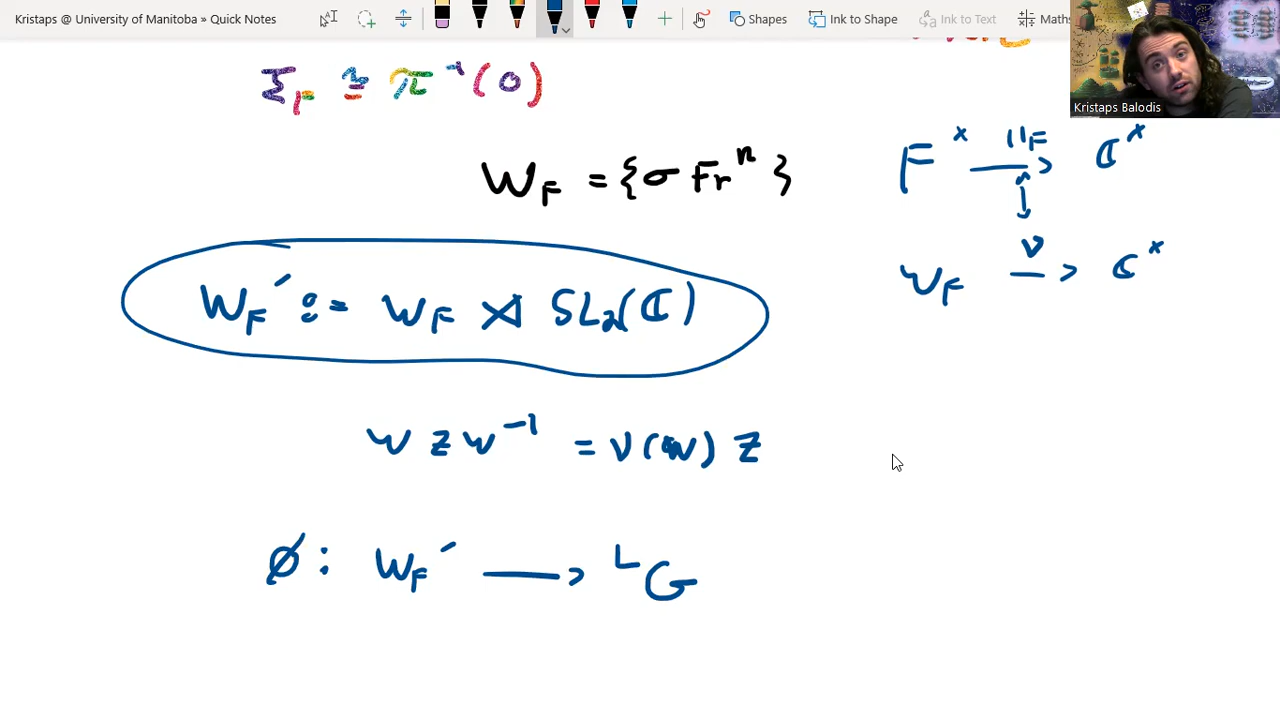 Kristaps @ University of Manitoba » Quick Notes
Shapes
Ink to Shape
Ink to Text
Maths
Kristaps Balodis
I_F ≅ π⁻¹(0)
W_F = {σ Fr^n}
F^× —‖·‖_F→ ℂ^×
W_F —ν→ ℂ^×
W_F' := W_F ⋊ SL_2(ℂ)
w z w⁻¹ = ν(w) z
ϕ: W_F' ⟶ ^L G